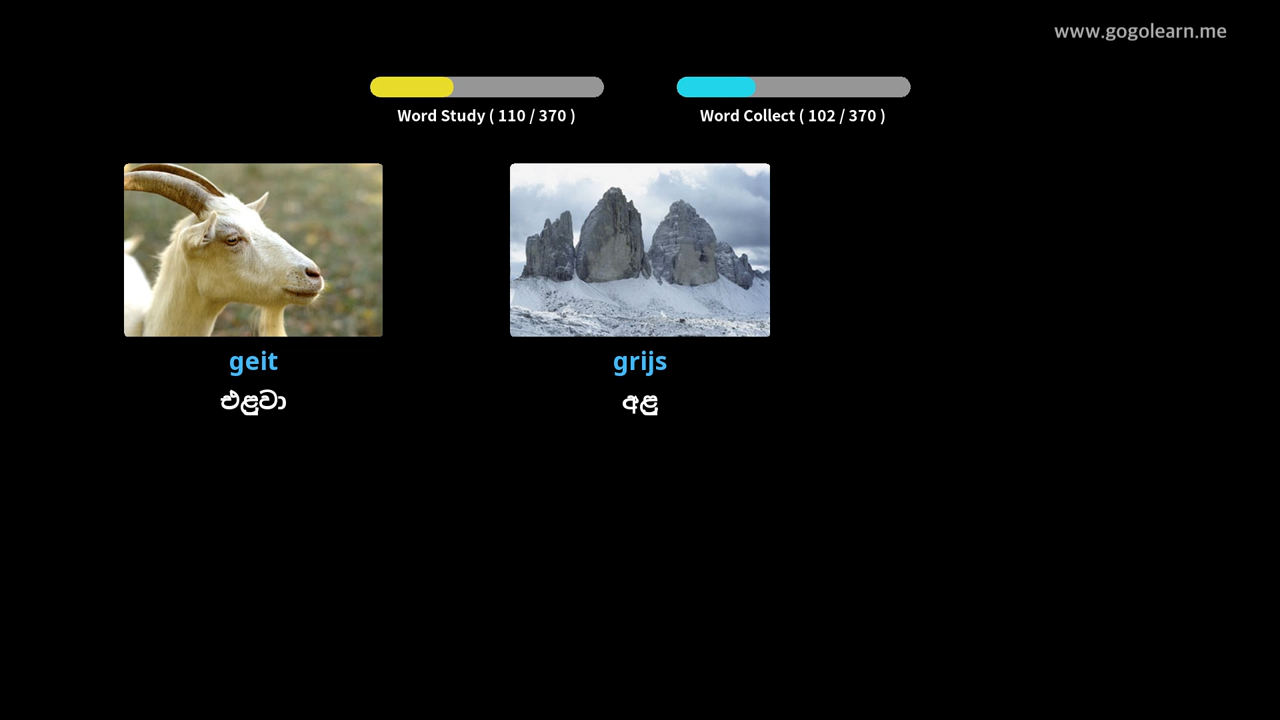 www.gogolearn.me
Word Study ( 110 / 370 )
Word Collect ( 102 / 370 )
geit
එළුවා
grijs
අළු